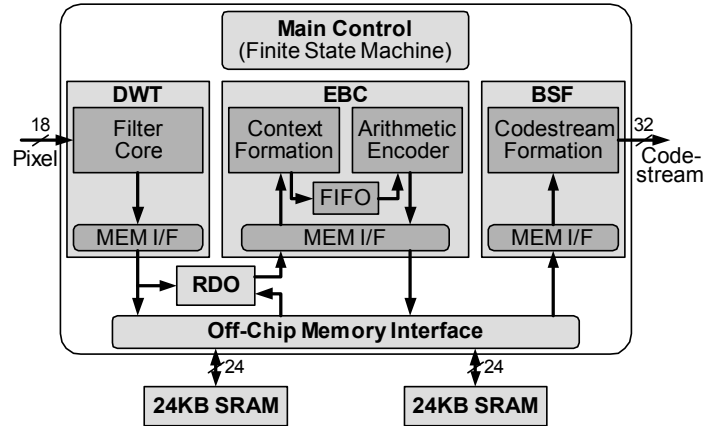 Main Control
(Finite State Machine)
DWT
EBC
BSF
18
Pixel
Filter
Core
Context
Formation
Arithmetic
Encoder
Codestream
Formation
32
Code-
stream
FIFO
MEM I/F
MEM I/F
MEM I/F
RDO
Off-Chip Memory Interface
24
24
24KB SRAM
24KB SRAM